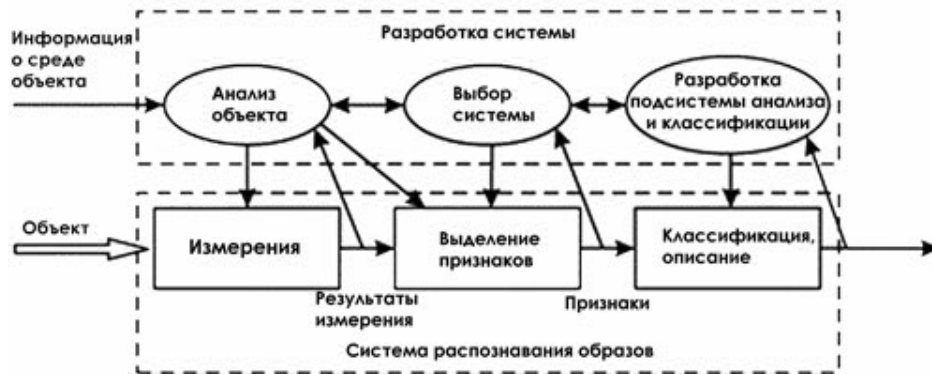 Информация
о среде
объекта
Разработка системы
Анализ
объекта
Выбор
системы
Разработка
подсистемы анализа
и классификации
Объект
Измерения
Выделение
признаков
Классификация,
описание
Результаты
измерения
Признаки
Система распознавания образов